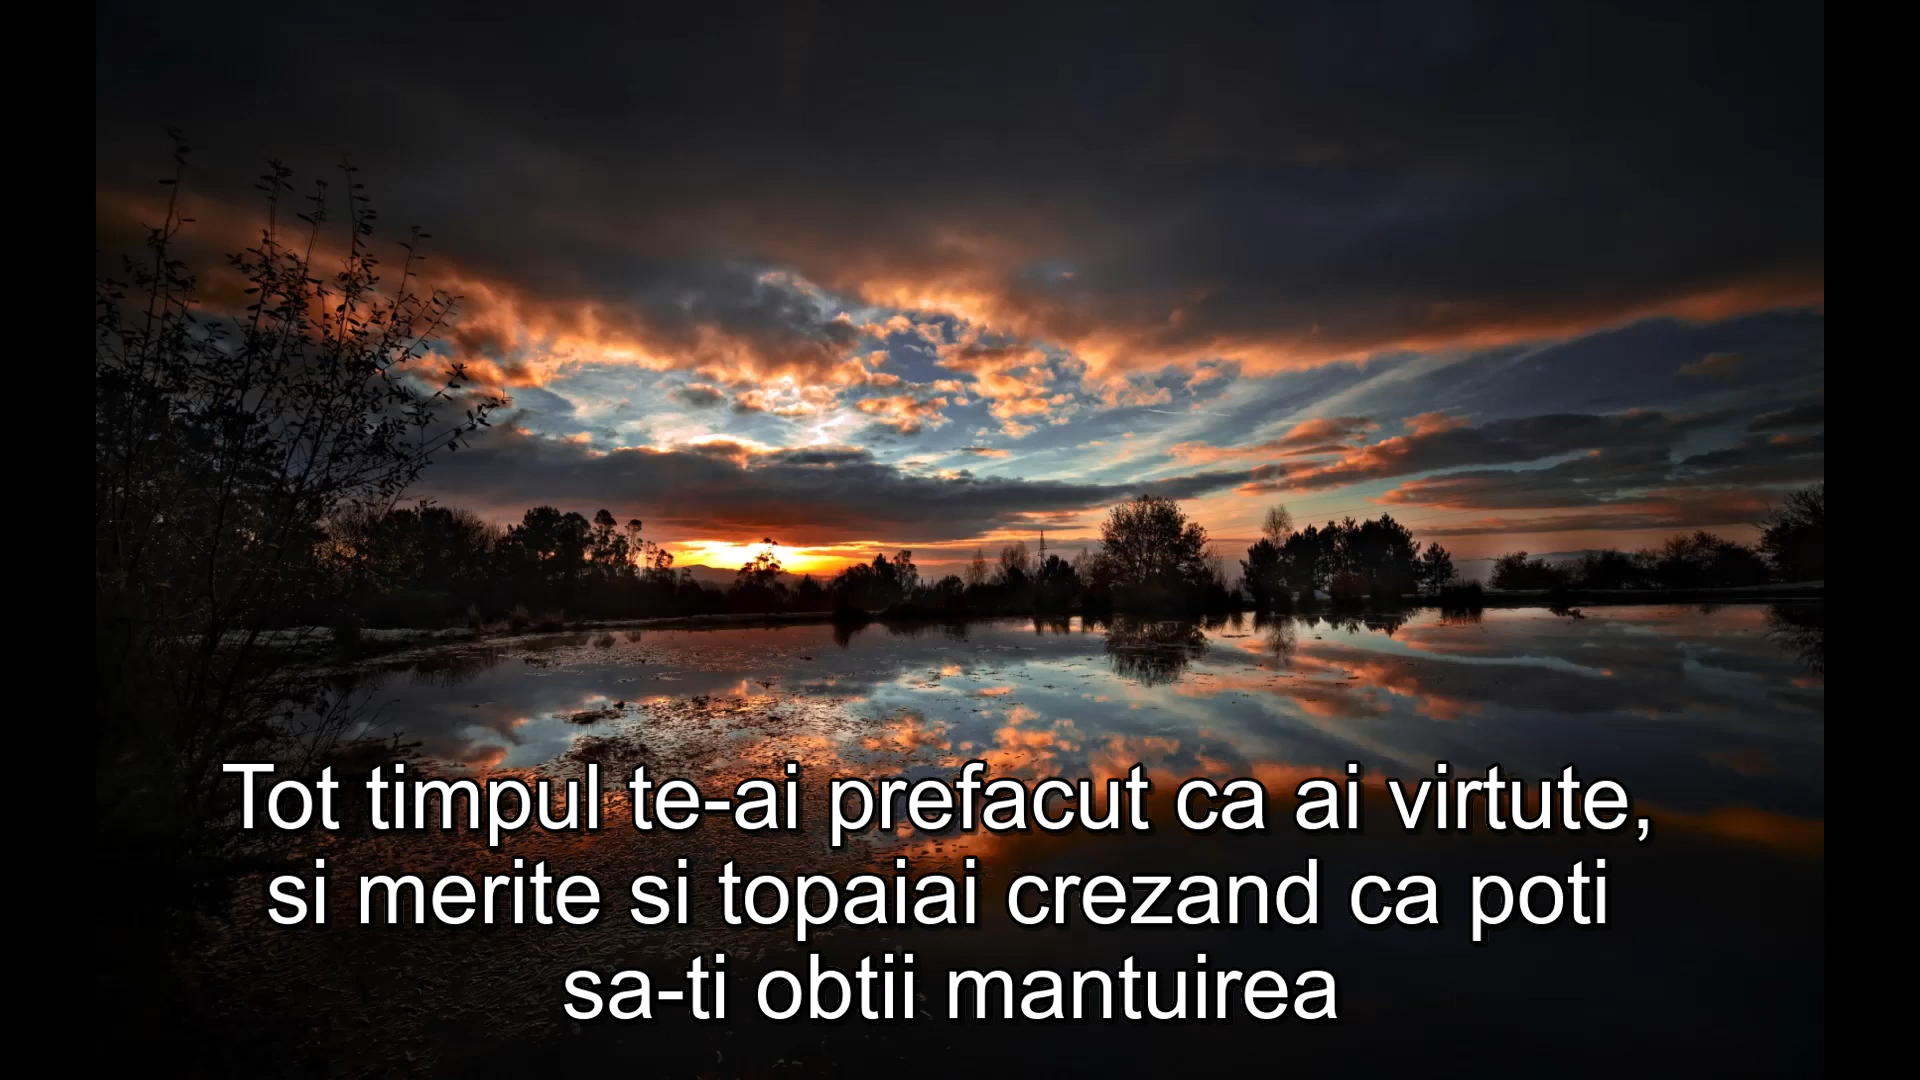 Tot timpul te-ai prefacut ca ai virtute,
si merite si topaiai crezand ca poti
sa-ti obtii mantuirea